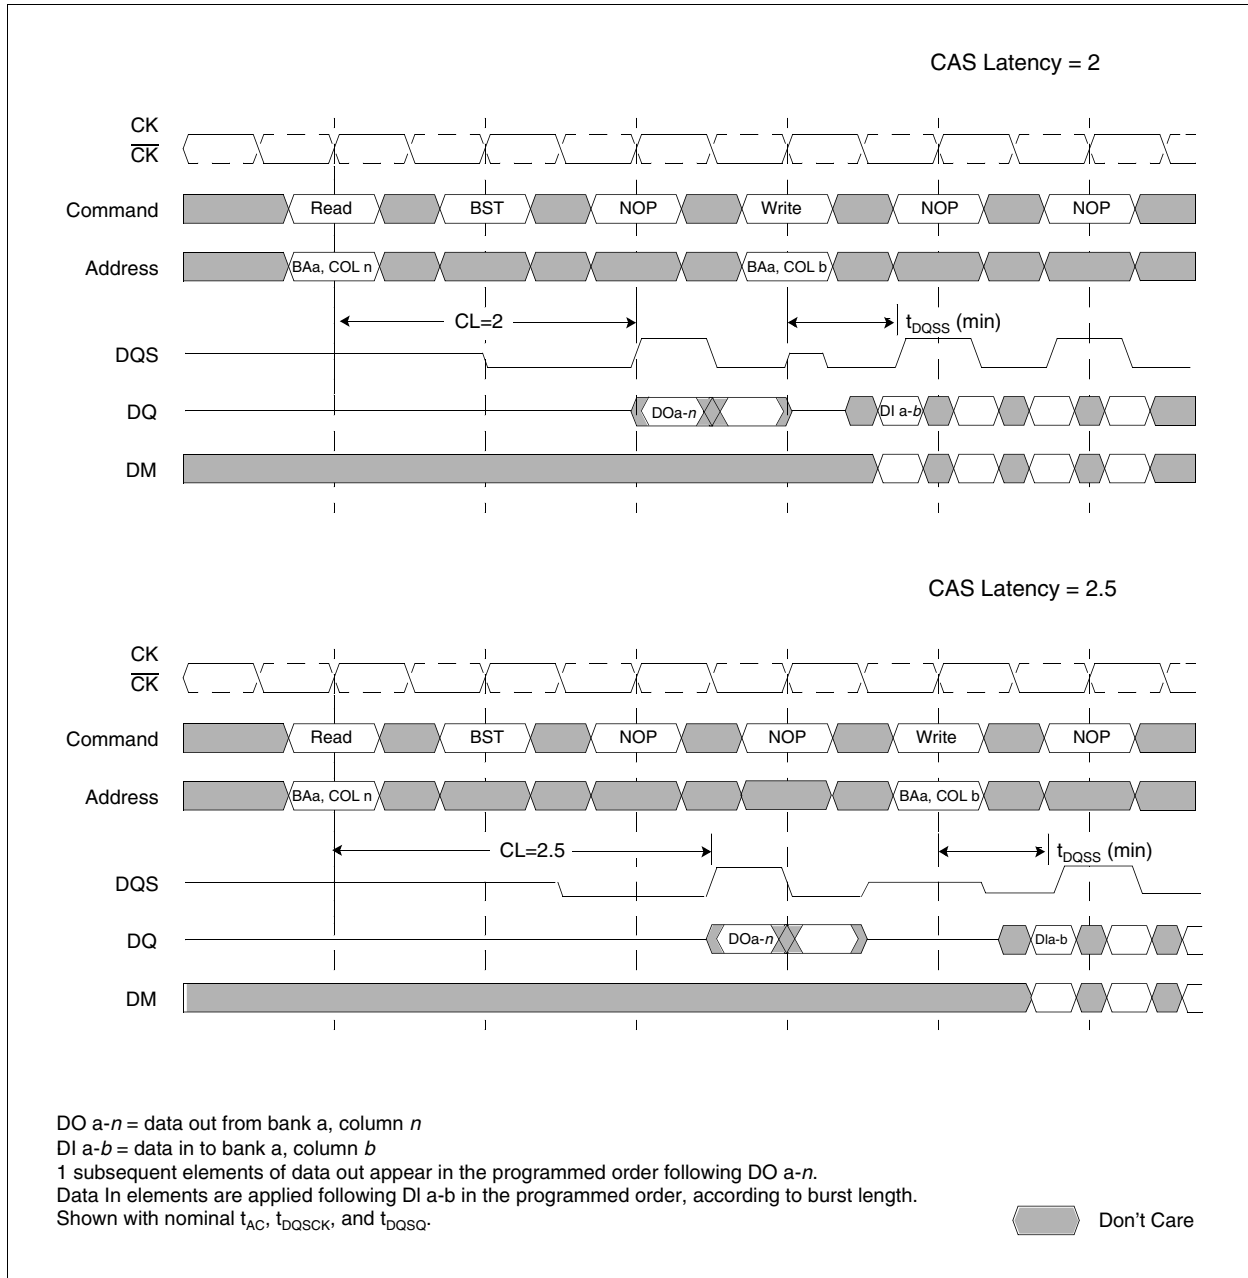 CAS Latency = 2
CK
CK
Command Read BST NOP Write NOP NOP
Address BAa, COL n BAa, COL b
CL=2 tDQSS (min)
DQS
DQ DOa-n DI a-b
DM
CAS Latency = 2.5
CK
CK
Command Read BST NOP NOP Write NOP
Address BAa, COL n BAa, COL b
CL=2.5 tDQSS (min)
DQS
DQ DOa-n DIa-b
DM
DO a-n = data out from bank a, column n
DI a-b = data in to bank a, column b
1 subsequent elements of data out appear in the programmed order following DO a-n.
Data In elements are applied following DI a-b in the programmed order, according to burst length.
Shown with nominal tAC, tDQSCK, and tDQSQ.
Don't Care